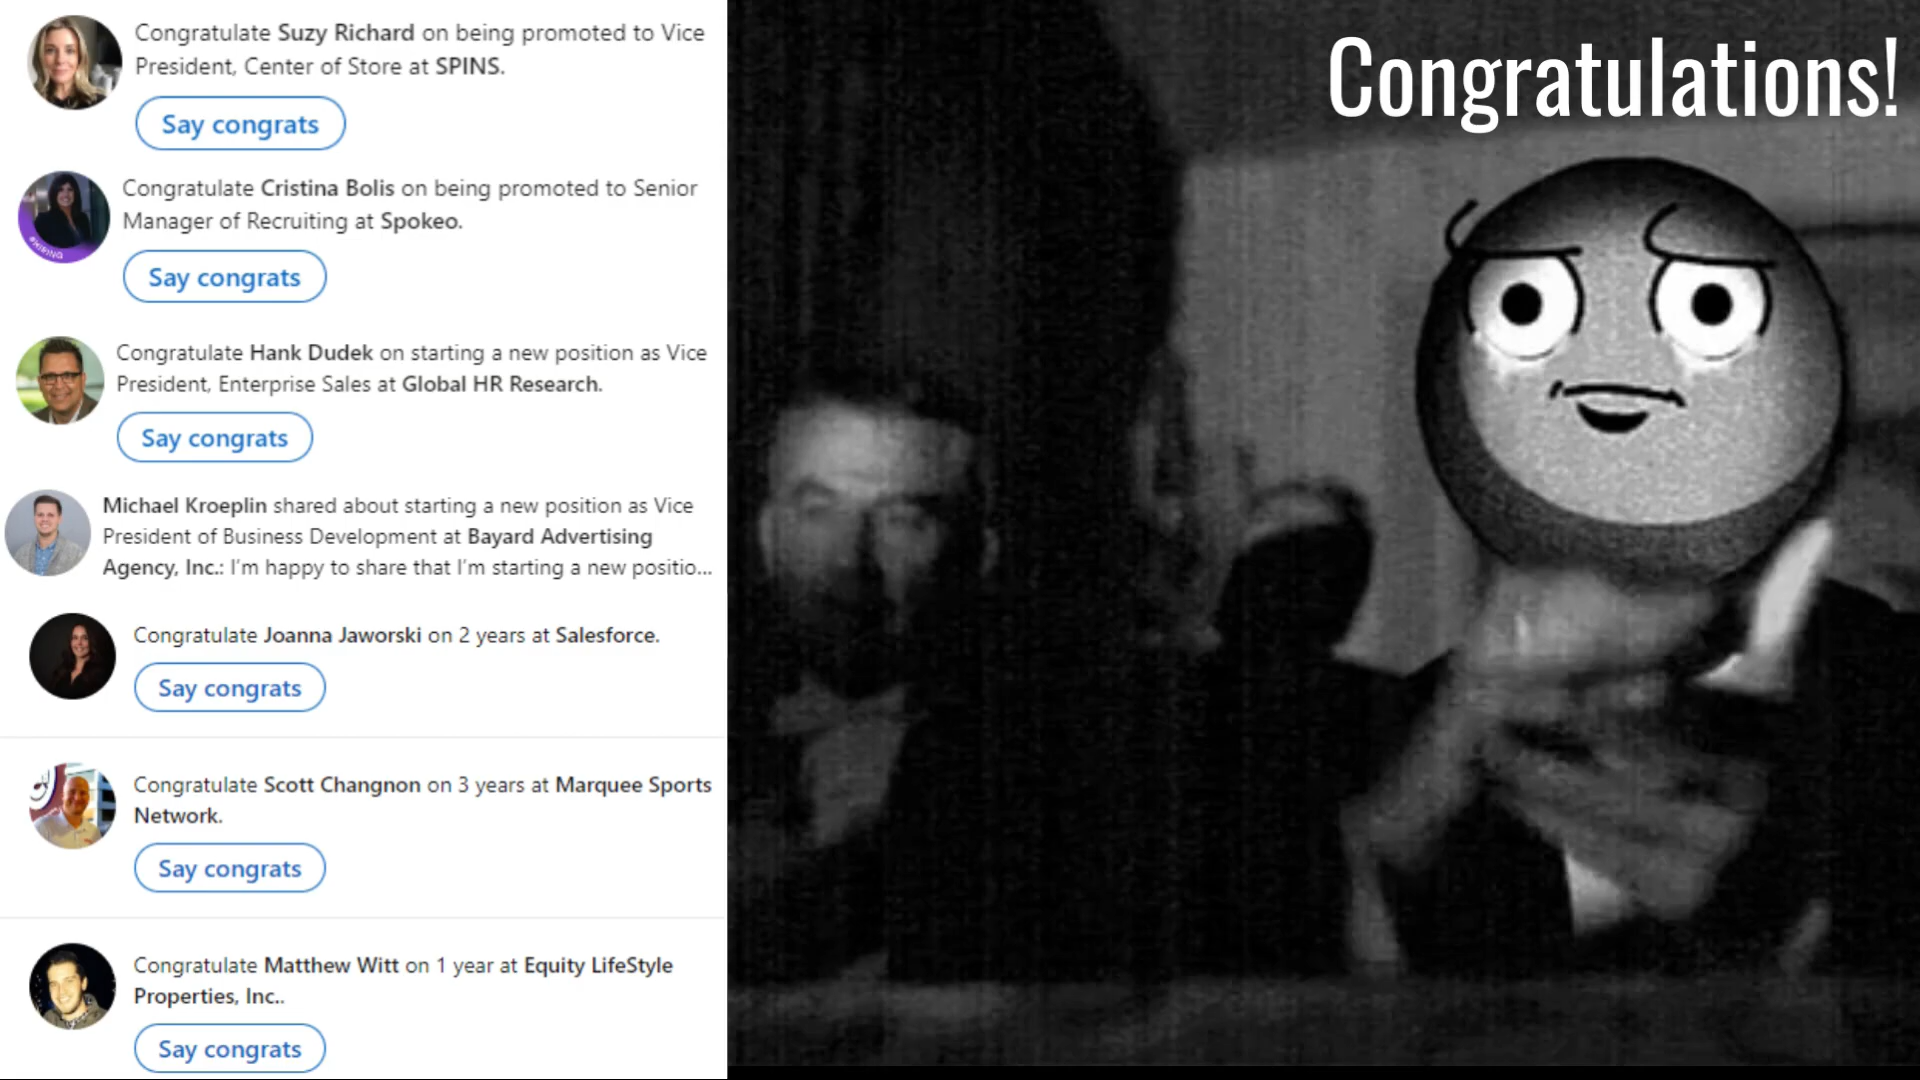 Congratulations!
Congratulate Suzy Richard on being promoted to Vice
President, Center of Store at SPINS.
Say congrats
Congratulate Cristina Bolis on being promoted to Senior
Manager of Recruiting at Spokeo.
#HIRING
Say congrats
Congratulate Hank Dudek on starting a new position as Vice
President, Enterprise Sales at Global HR Research.
Say congrats
Michael Kroeplin shared about starting a new position as Vice
President of Business Development at Bayard Advertising
Agency, Inc.: I'm happy to share that I'm starting a new positio...
Congratulate Joanna Jaworski on 2 years at Salesforce.
Say congrats
Congratulate Scott Changnon on 3 years at Marquee Sports
Network.
Say congrats
Congratulate Matthew Witt on 1 year at Equity LifeStyle
Properties, Inc..
Say congrats